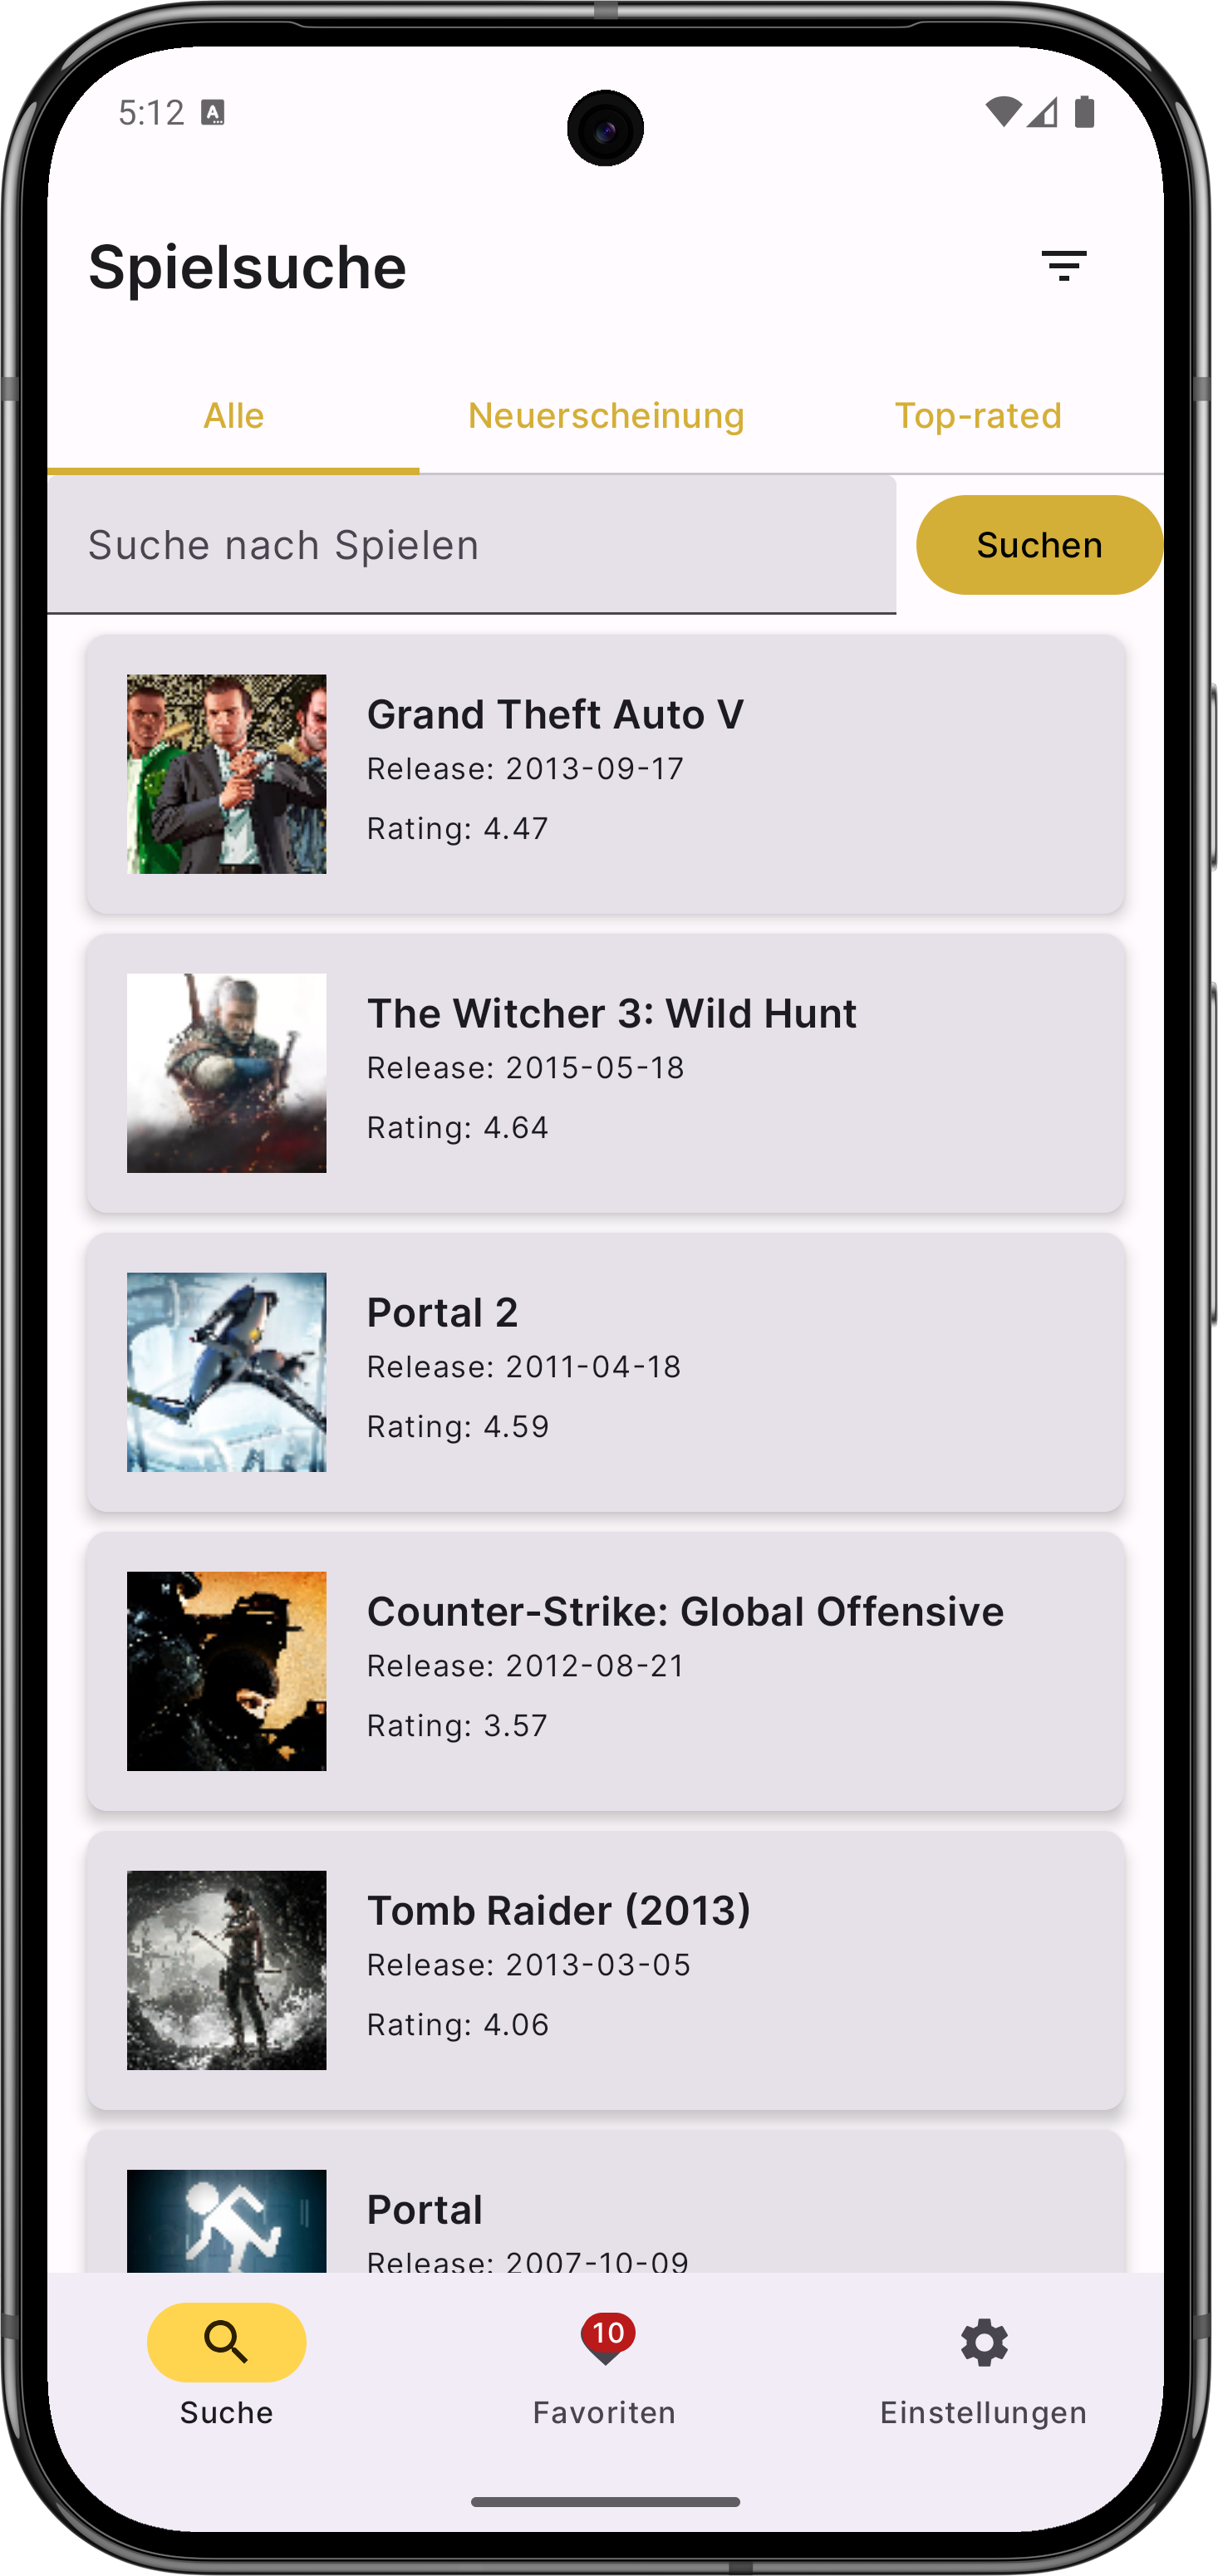 5:12 A
Spielsuche
Alle Neuerscheinung Top-rated
Suche nach Spielen Suchen
Grand Theft Auto V
Release: 2013-09-17
Rating: 4.47
The Witcher 3: Wild Hunt
Release: 2015-05-18
Rating: 4.64
Portal 2
Release: 2011-04-18
Rating: 4.59
Counter-Strike: Global Offensive
Release: 2012-08-21
Rating: 3.57
Tomb Raider (2013)
Release: 2013-03-05
Rating: 4.06
Portal
Release: 2007-10-09
10
Suche Favoriten Einstellungen